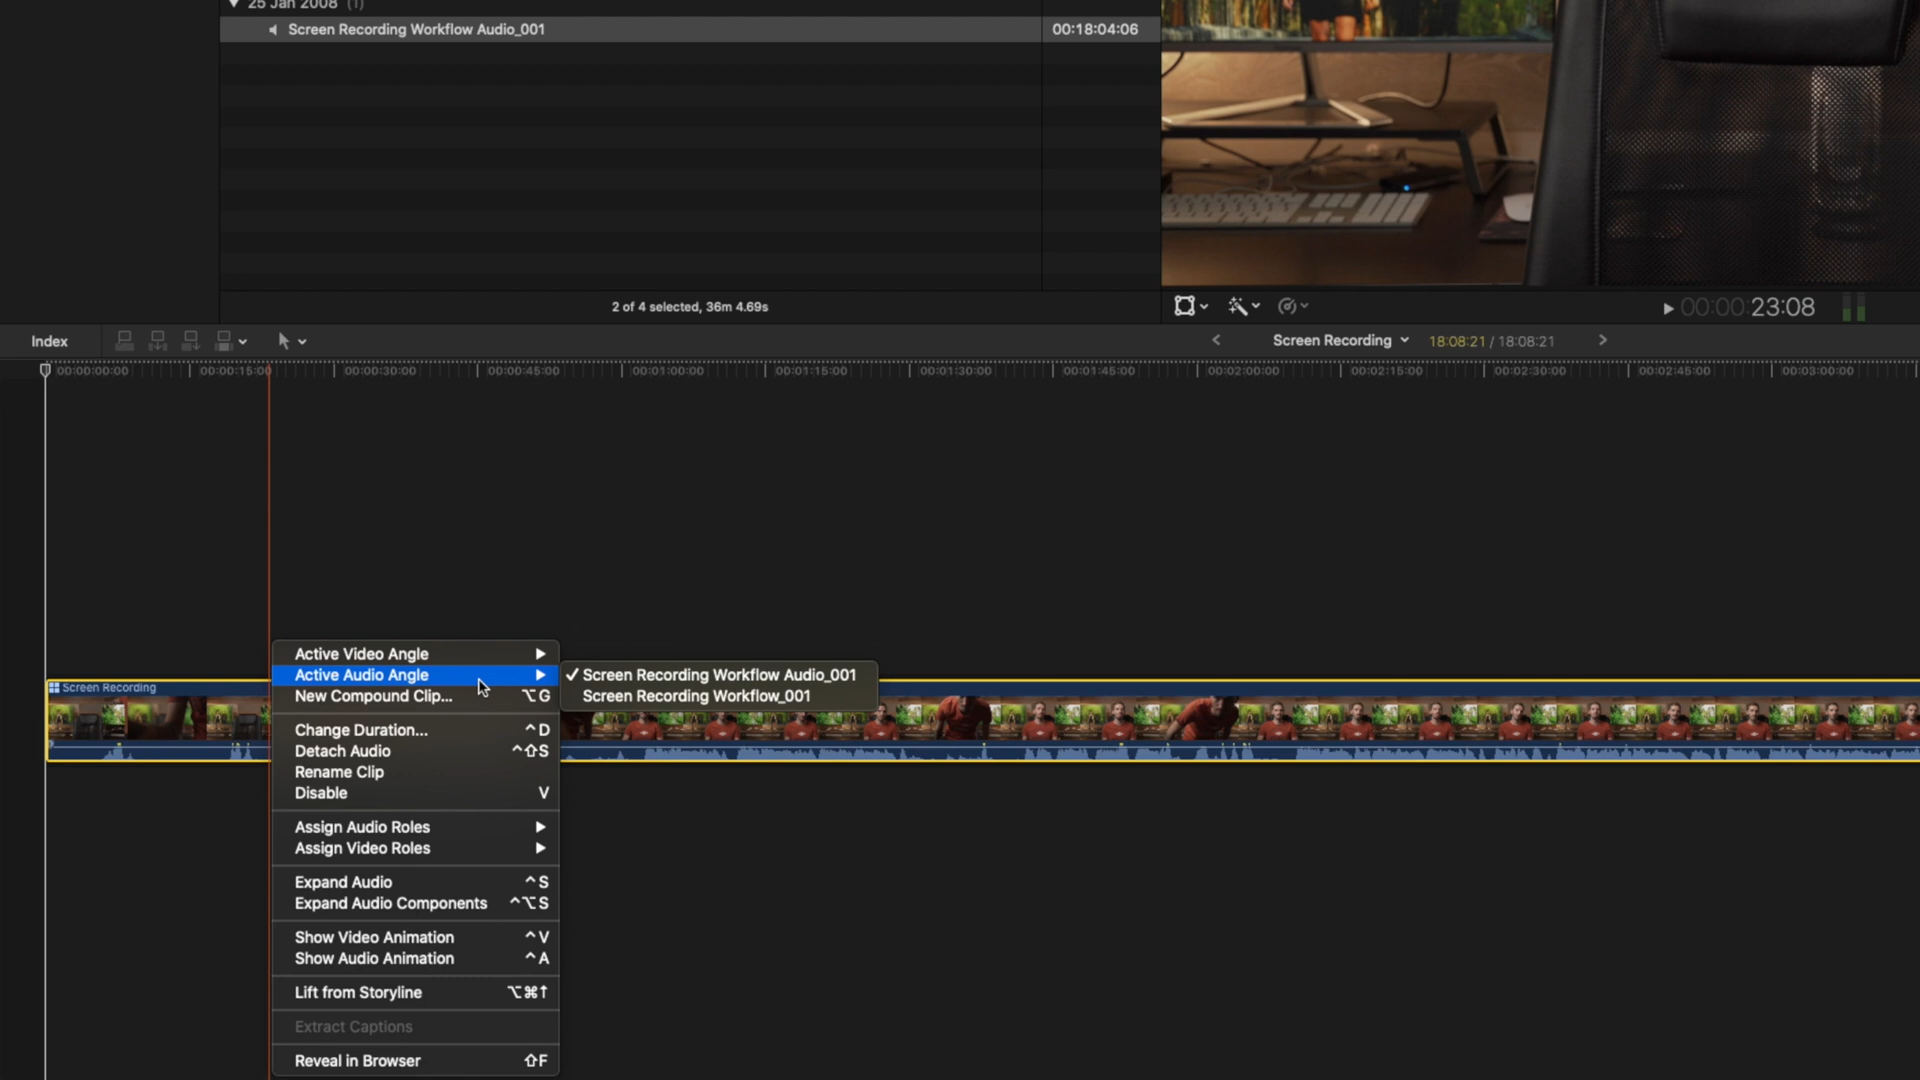 25 Jan 2008 (1)
Screen Recording Workflow Audio_001 00:18:04:06
2 of 4 selected, 36m 4.69s
00:00:00:23:08
Index
Screen Recording
18:08:21 / 18:08:21
00:00:00:00 00:00:15:00 00:00:30:00 00:00:45:00 00:01:00:00 00:01:15:00 00:01:30:00 00:01:45:00 00:02:00:00 00:02:15:00 00:02:30:00 00:02:45:00 00:03:00:00
Screen Recording
Active Video Angle
Active Audio Angle
✓ Screen Recording Workflow Audio_001
Screen Recording Workflow_001
New Compound Clip... ⌥G
Change Duration... ^D
Detach Audio ^⇧S
Rename Clip
Disable V
Assign Audio Roles
Assign Video Roles
Expand Audio ^S
Expand Audio Components ^⌥S
Show Video Animation ^V
Show Audio Animation ^A
Lift from Storyline ⌥⌘↑
Extract Captions
Reveal in Browser ⇧F